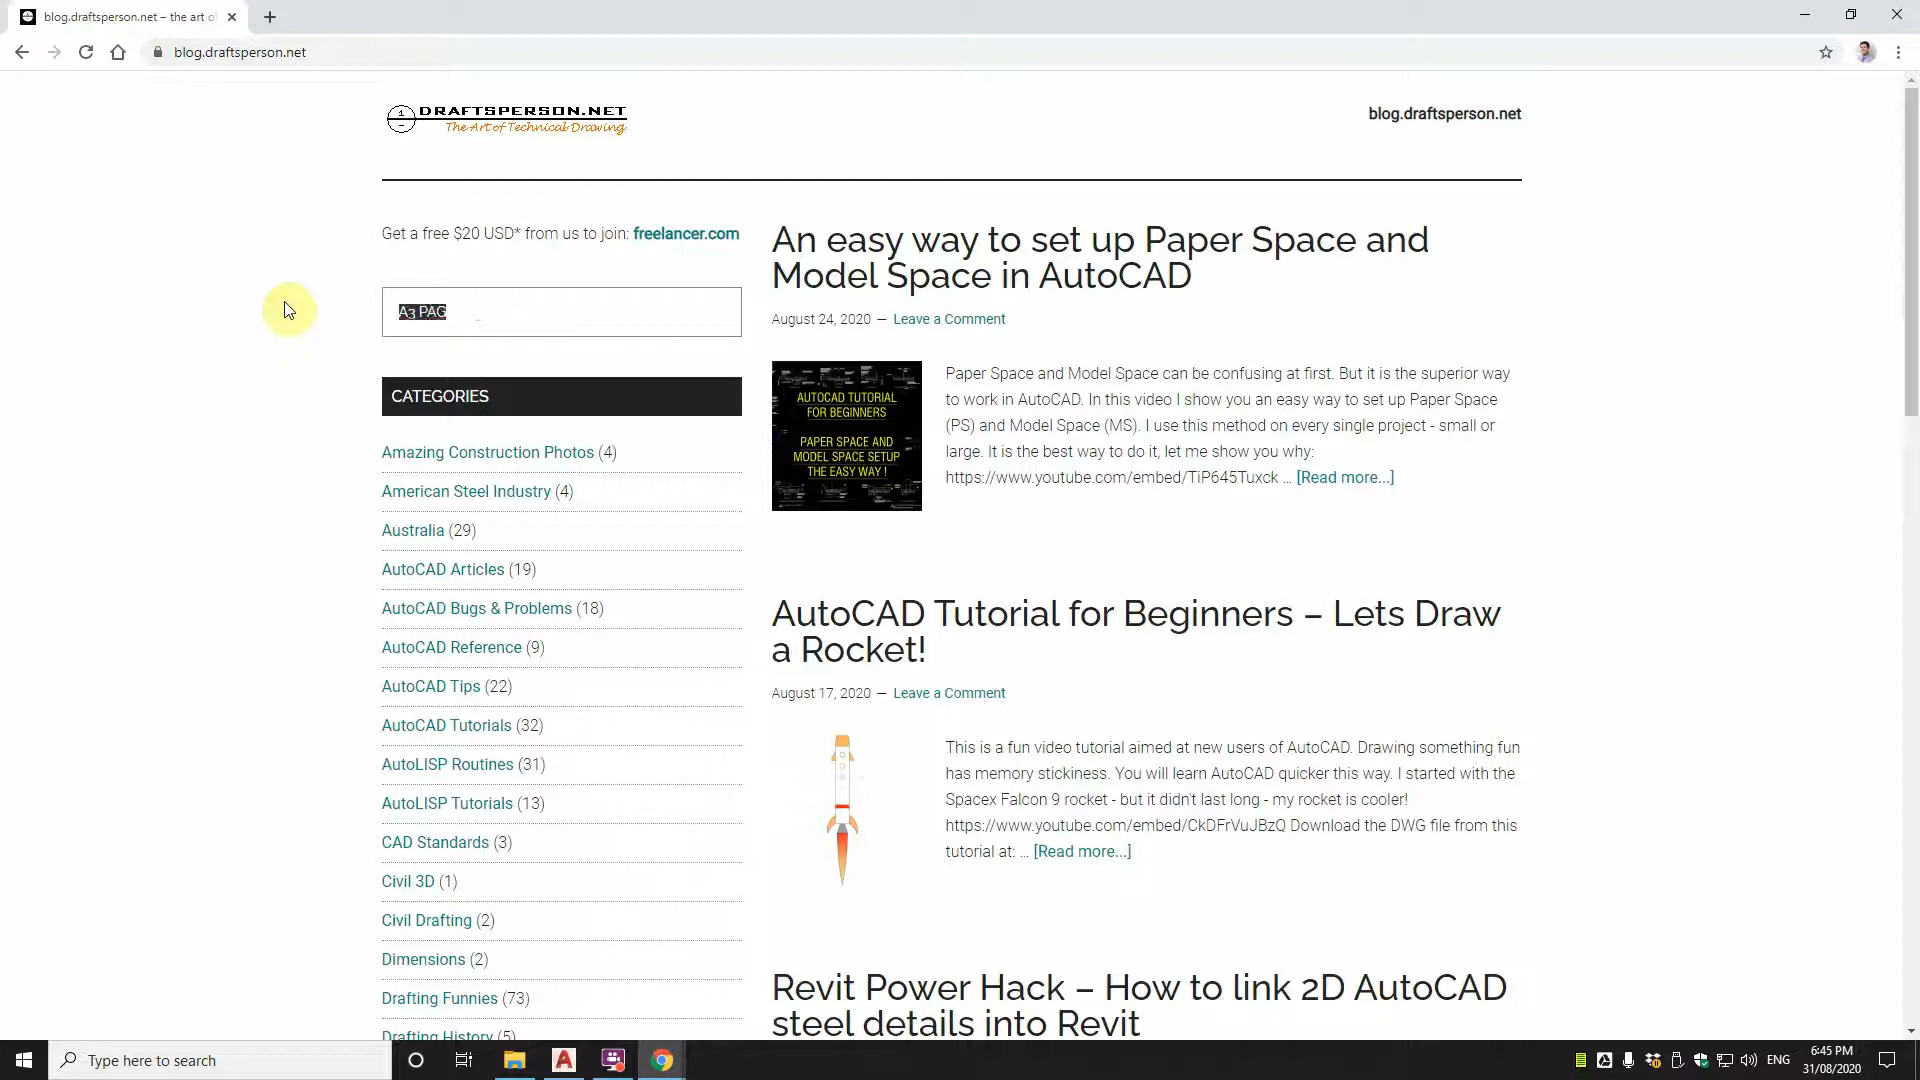 blog.draftsperson.net – the art of
blog.draftsperson.net
1
DRAFTSPERSON.NET
The Art of Technical Drawing
blog.draftsperson.net
Get a free $20 USD* from us to join: freelancer.com
A3 PAG
CATEGORIES
Amazing Construction Photos (4)
American Steel Industry (4)
Australia (29)
AutoCAD Articles (19)
AutoCAD Bugs & Problems (18)
AutoCAD Reference (9)
AutoCAD Tips (22)
AutoCAD Tutorials (32)
AutoLISP Routines (31)
AutoLISP Tutorials (13)
CAD Standards (3)
Civil 3D (1)
Civil Drafting (2)
Dimensions (2)
Drafting Funnies (73)
Drafting History (5)
An easy way to set up Paper Space and
Model Space in AutoCAD
August 24, 2020 — Leave a Comment
AUTOCAD TUTORIAL
FOR BEGINNERS
PAPER SPACE AND
MODEL SPACE SETUP
THE EASY WAY !
Paper Space and Model Space can be confusing at first. But it is the superior way
to work in AutoCAD. In this video I show you an easy way to set up Paper Space
(PS) and Model Space (MS). I use this method on every single project - small or
large. It is the best way to do it, let me show you why:
https://www.youtube.com/embed/TiP645Tuxck ... [Read more...]
AutoCAD Tutorial for Beginners – Lets Draw
a Rocket!
August 17, 2020 — Leave a Comment
This is a fun video tutorial aimed at new users of AutoCAD. Drawing something fun
has memory stickiness. You will learn AutoCAD quicker this way. I started with the
Spacex Falcon 9 rocket - but it didn't last long - my rocket is cooler!
https://www.youtube.com/embed/CkDFrVuJBzQ Download the DWG file from this
tutorial at: ... [Read more...]
Revit Power Hack – How to link 2D AutoCAD
steel details into Revit
Type here to search
ENG
6:45 PM
31/08/2020